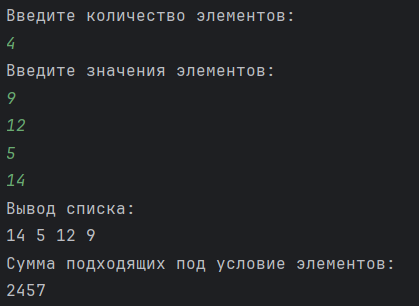 Введите количество элементов:
4
Введите значения элементов:
9
12
5
14
Вывод списка:
14 5 12 9
Сумма подходящих под условие элементов:
2457